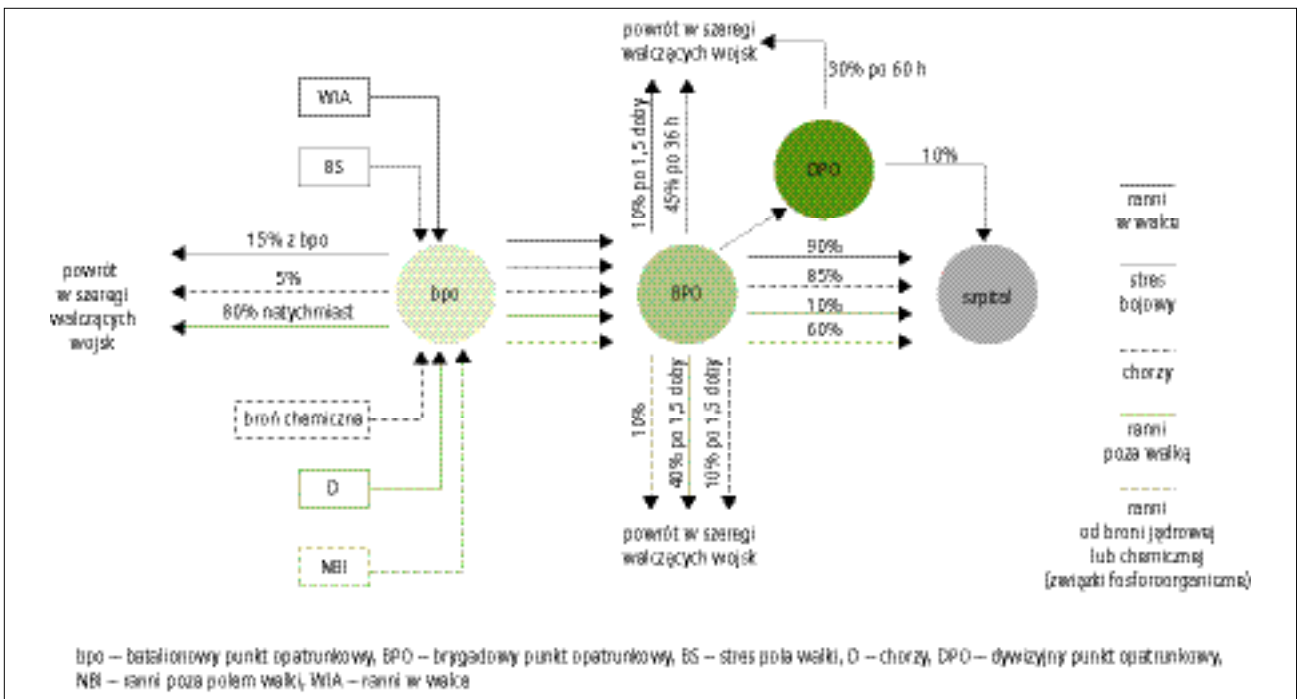 powrót w szeregi
walczących wojsk
30% po 60 h
WIA
BS
10% po 1,5 doby
45% po 36 h
DPO
10%
15% z bpo
5%
80% natychmiast
powrót
w szeregi
walczących
wojsk
bpo
BPO
90%
85%
10%
60%
szpital
broń chemiczna
D
NBI
10%
40% po 1,5 doby
10% po 1,5 doby
powrót w szeregi
walczących wojsk
ranni
w walce
stres
bojowy
chorzy
ranni
poza walką
ranni
od broni jądrowej
lub chemicznej
(związki fosforoorganiczne)
bpo – batalionowy punkt opatrunkowy, BPO – brygadowy punkt opatrunkowy, BS – stres pola walki, D – chorzy, DPO – dywizyjny punkt opatrunkowy,
NBI – ranni poza polem walki, WIA – ranni w walce